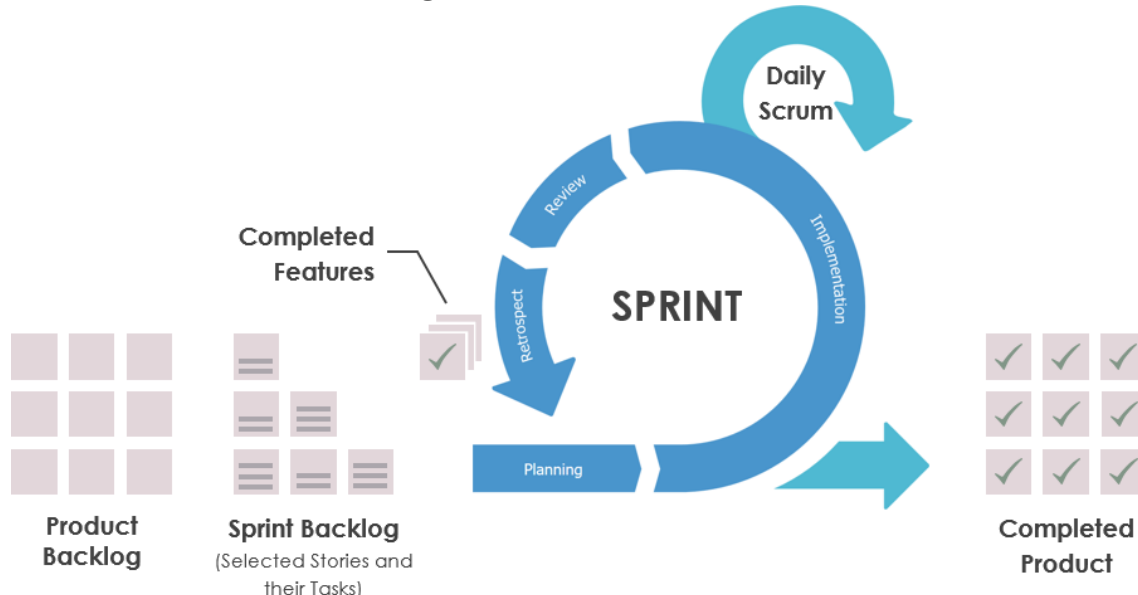 Daily
Scrum
Review
Implementation
Completed
Features
SPRINT
Retrospect
Planning
Product
Backlog
Sprint Backlog
(Selected Stories and
their Tasks)
Completed
Product